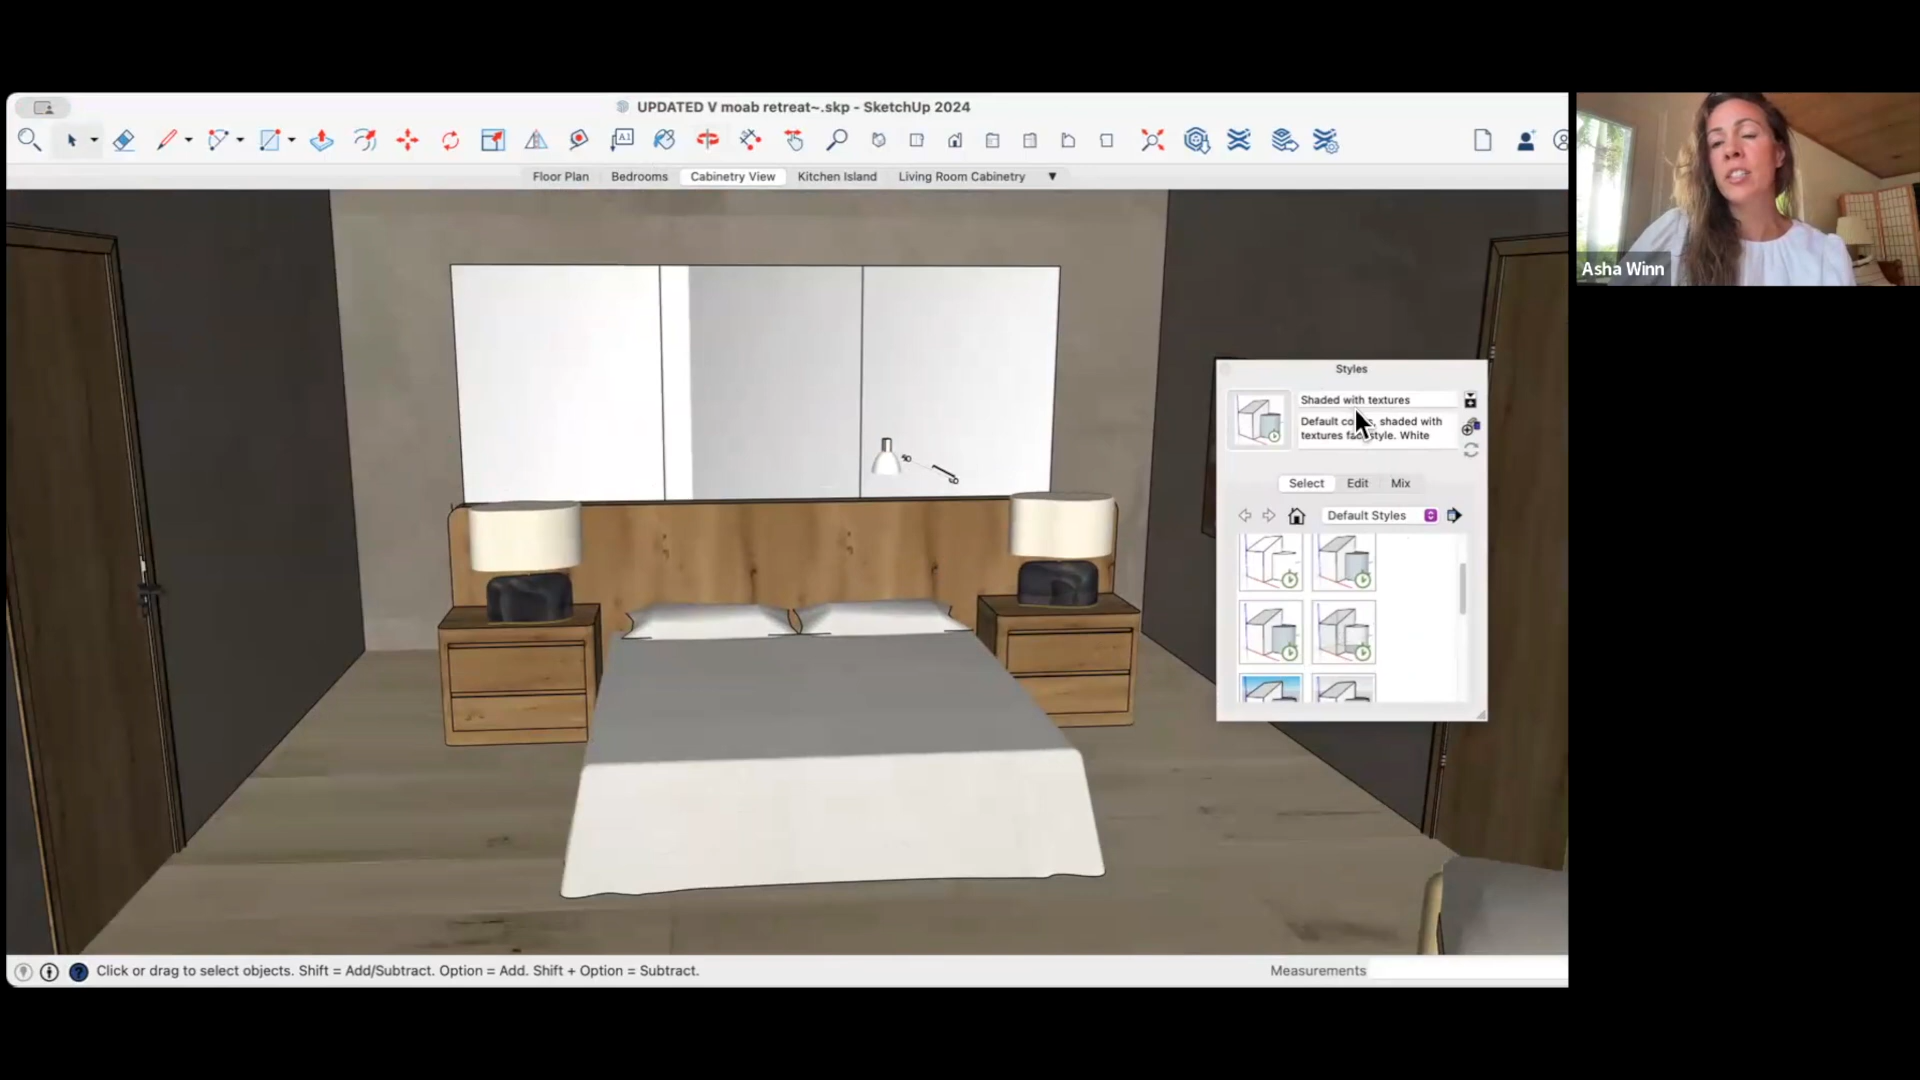 UPDATED V moab retreat~.skp - SketchUp 2024
A1
Floor Plan
Bedrooms
Cabinetry View
Kitchen Island
Living Room Cabinetry
Asha Winn
Styles
Shaded with textures
Default shaded with
textures style. White
Select
Edit
Mix
Default Styles
Click or drag to select objects. Shift = Add/Subtract. Option = Add. Shift + Option = Subtract.
Measurements